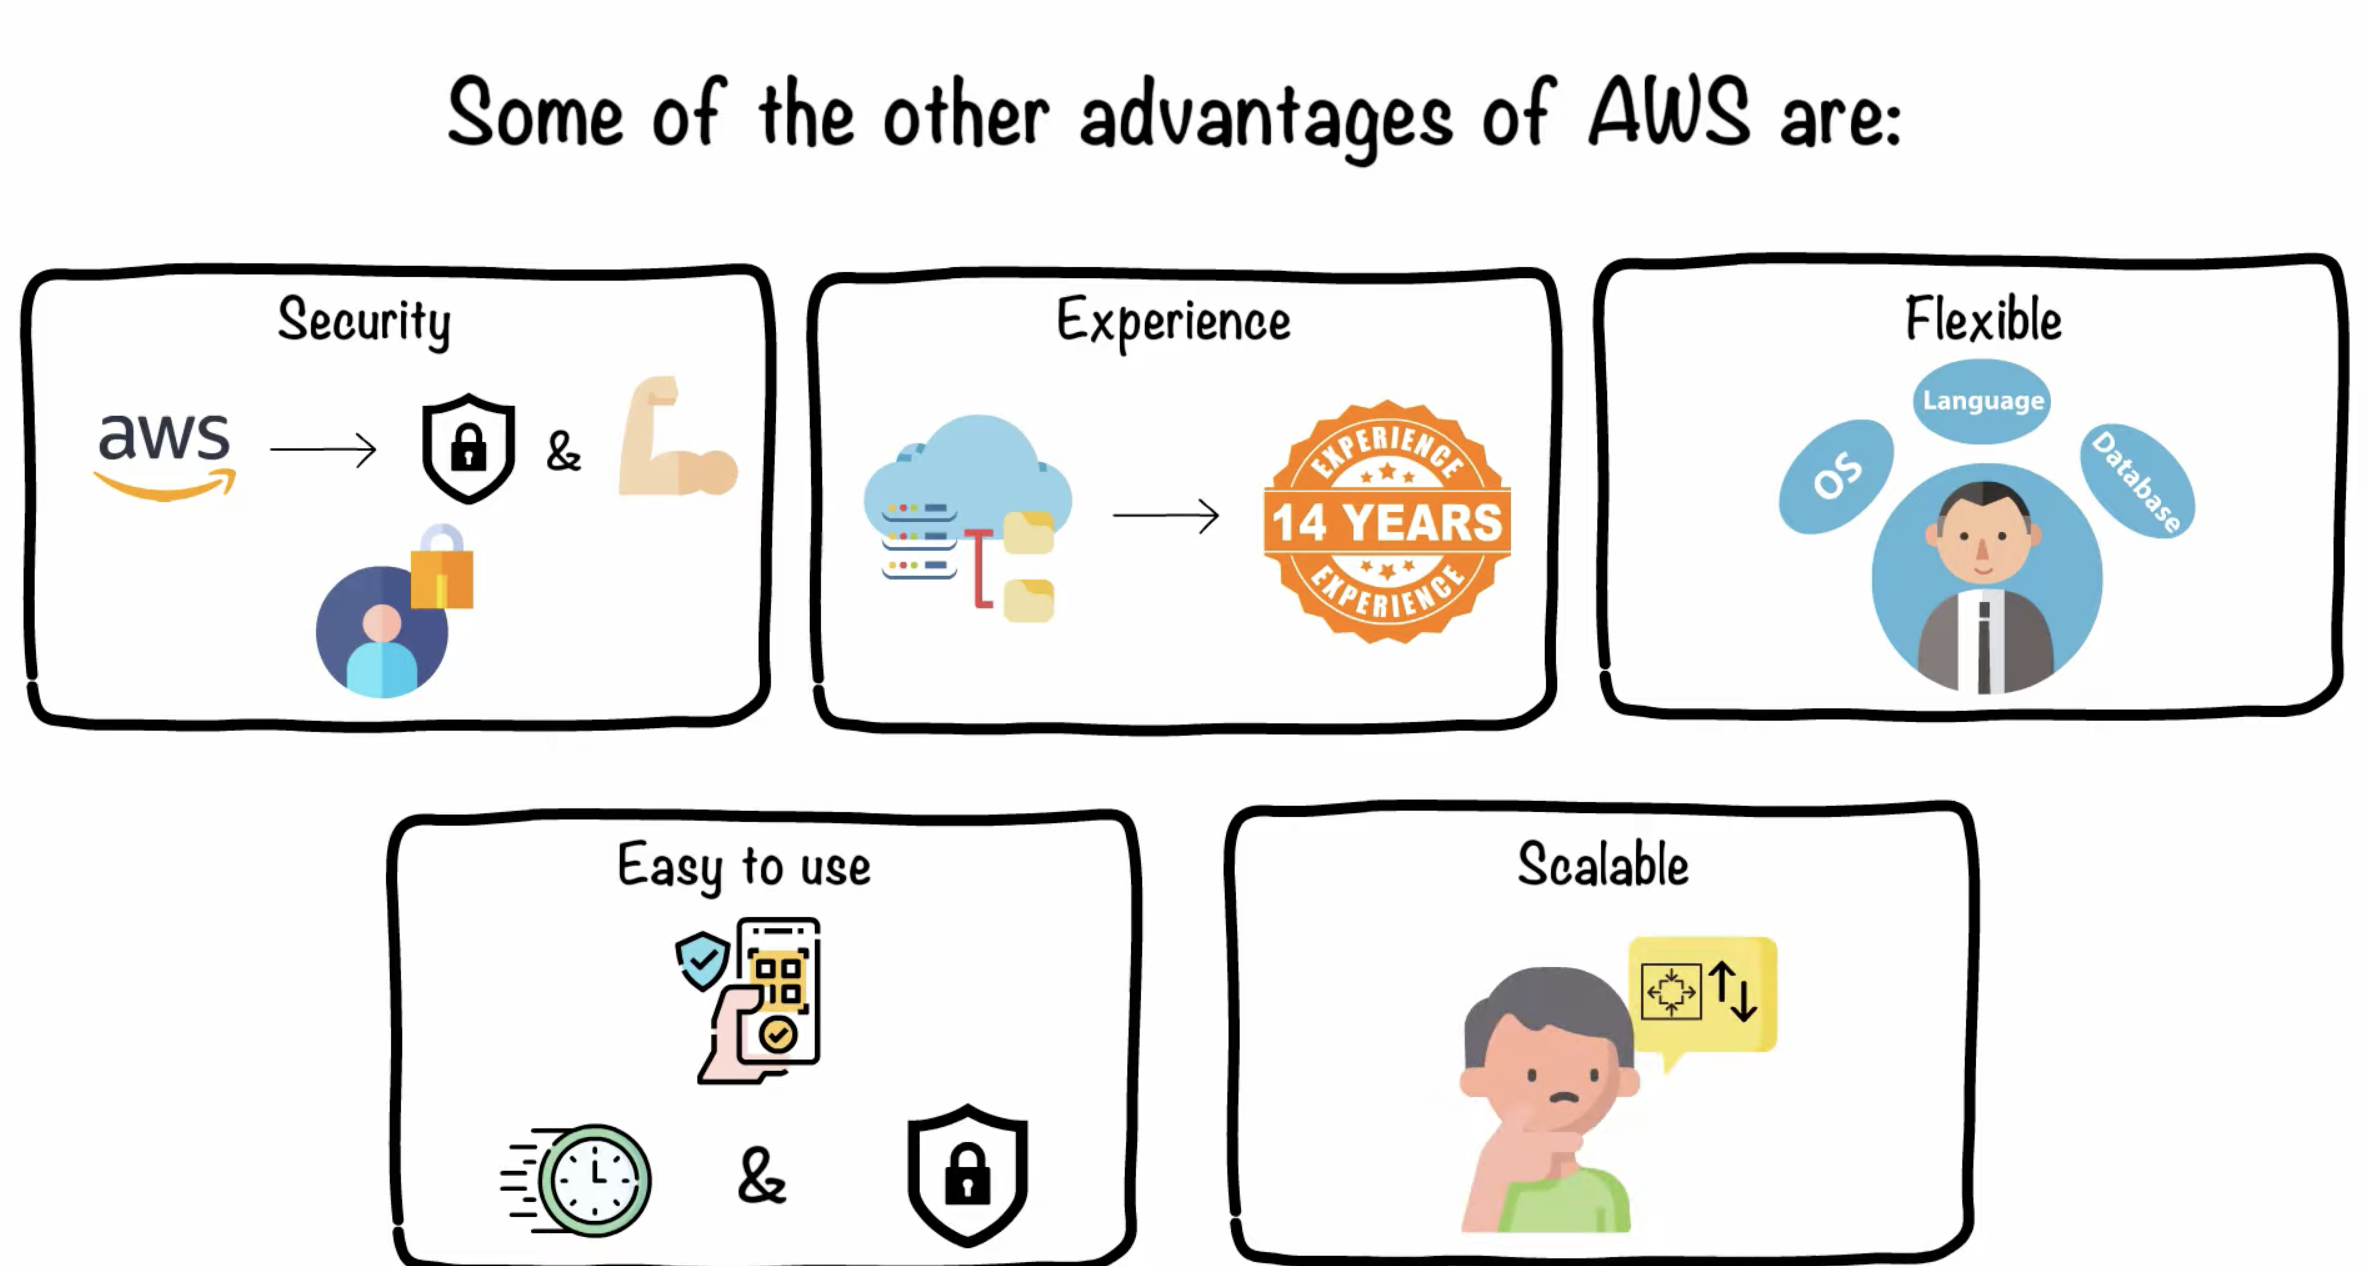 Some of the other advantages of AWS are:
Security
aws
&
Experience
EXPERIENCE
14 YEARS
EXPERIENCE
Flexible
Language
OS
Database
Easy to use
&
Scalable